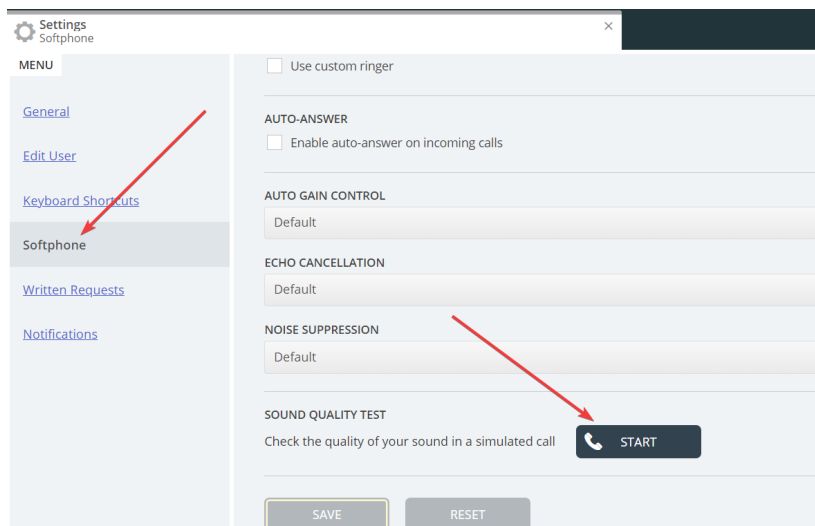 Settings
Softphone
MENU
General
Edit User
Keyboard Shortcuts
Softphone
Written Requests
Notifications
Use custom ringer
AUTO-ANSWER
Enable auto-answer on incoming calls
AUTO GAIN CONTROL
Default
ECHO CANCELLATION
Default
NOISE SUPPRESSION
Default
SOUND QUALITY TEST
Check the quality of your sound in a simulated call
START
SAVE
RESET